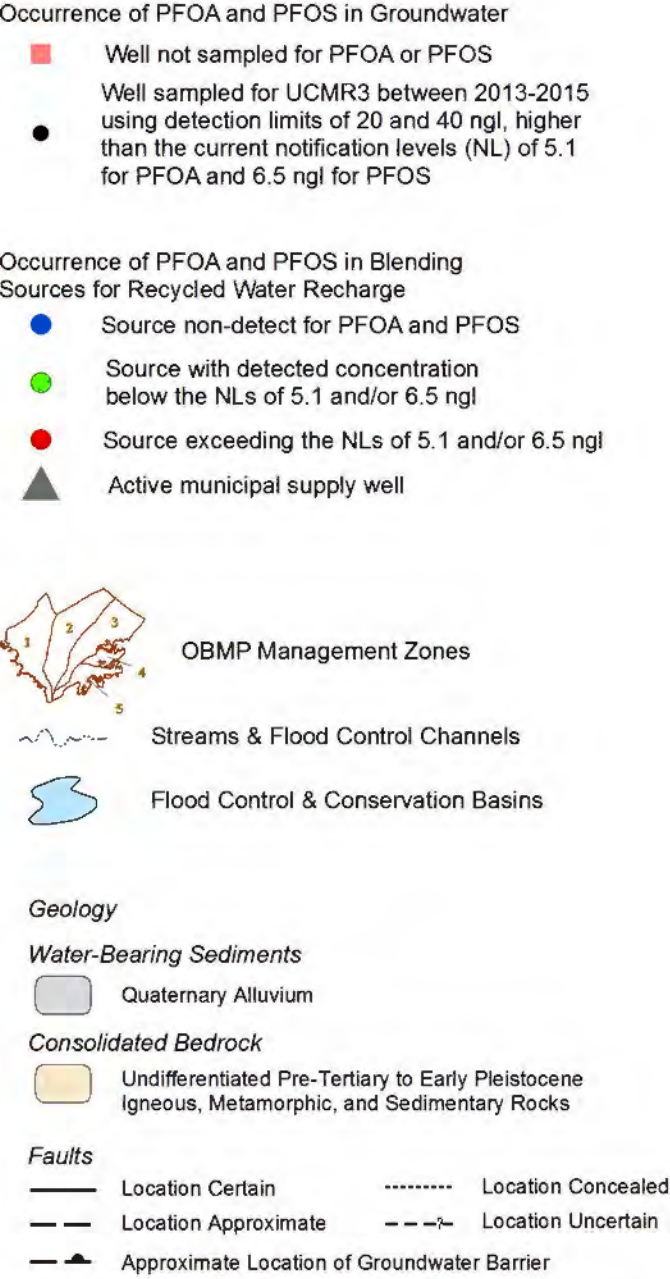 Occurrence of PFOA and PFOS in Groundwater
Well not sampled for PFOA or PFOS
Well sampled for UCMR3 between 2013-2015
using detection limits of 20 and 40 ngl, higher
than the current notification levels (NL) of 5.1
for PFOA and 6.5 ngl for PFOS
Occurrence of PFOA and PFOS in Blending
Sources for Recycled Water Recharge
Source non-detect for PFOA and PFOS
Source with detected concentration
below the NLs of 5.1 and/or 6.5 ngl
Source exceeding the NLs of 5.1 and/or 6.5 ngl
Active municipal supply well
1
2
3
4
5
OBMP Management Zones
Streams & Flood Control Channels
Flood Control & Conservation Basins
Geology
Water-Bearing Sediments
Quaternary Alluvium
Consolidated Bedrock
Undifferentiated Pre-Tertiary to Early Pleistocene
Igneous, Metamorphic, and Sedimentary Rocks
Faults
Location Certain
Location Concealed
Location Approximate
?
Location Uncertain
Approximate Location of Groundwater Barrier